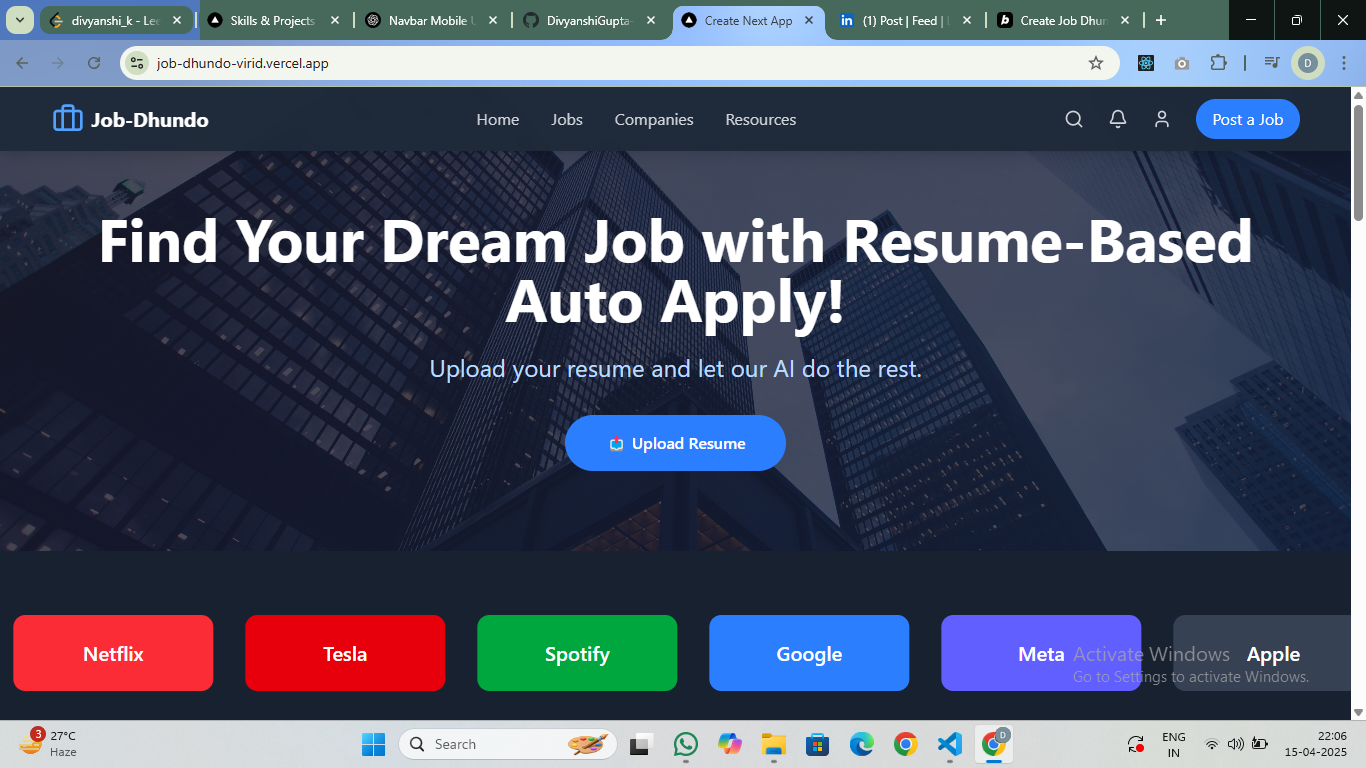 divyanshi_k - Lee
Skills & Projects
Navbar Mobile U
DivyanshiGupta-
Create Next App
(1) Post | Feed | L
Create Job Dhun
job-dhundo-virid.vercel.app
D
Job-Dhundo
Home
Jobs
Companies
Resources
Post a Job
Find Your Dream Job with Resume-Based
Auto Apply!
Upload your resume and let our AI do the rest.
Upload Resume
Netflix
Tesla
Spotify
Google
Meta
Apple
Activate Windows
Go to Settings to activate Windows.
3
27°C
Haze
Search
D
ENG
IN
22:06
15-04-2025